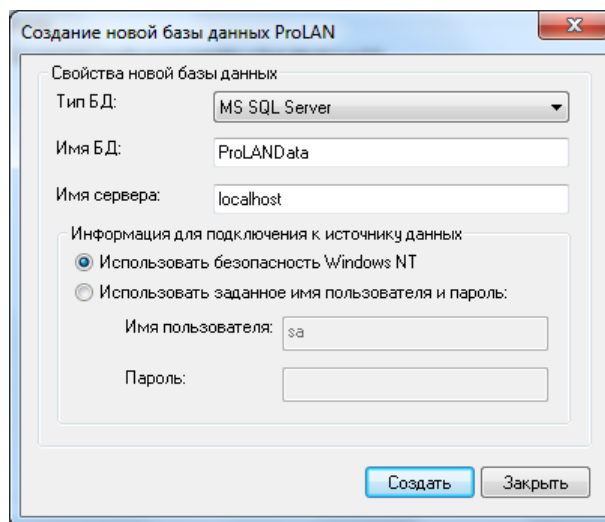 Создание новой базы данных ProLAN
Свойства новой базы данных
Тип БД: MS SQL Server
Имя БД: ProLANData
Имя сервера: localhost
Информация для подключения к источнику данных
Использовать безопасность Windows NT
Использовать заданное имя пользователя и пароль:
Имя пользователя: sa
Пароль:
Создать Закрыть